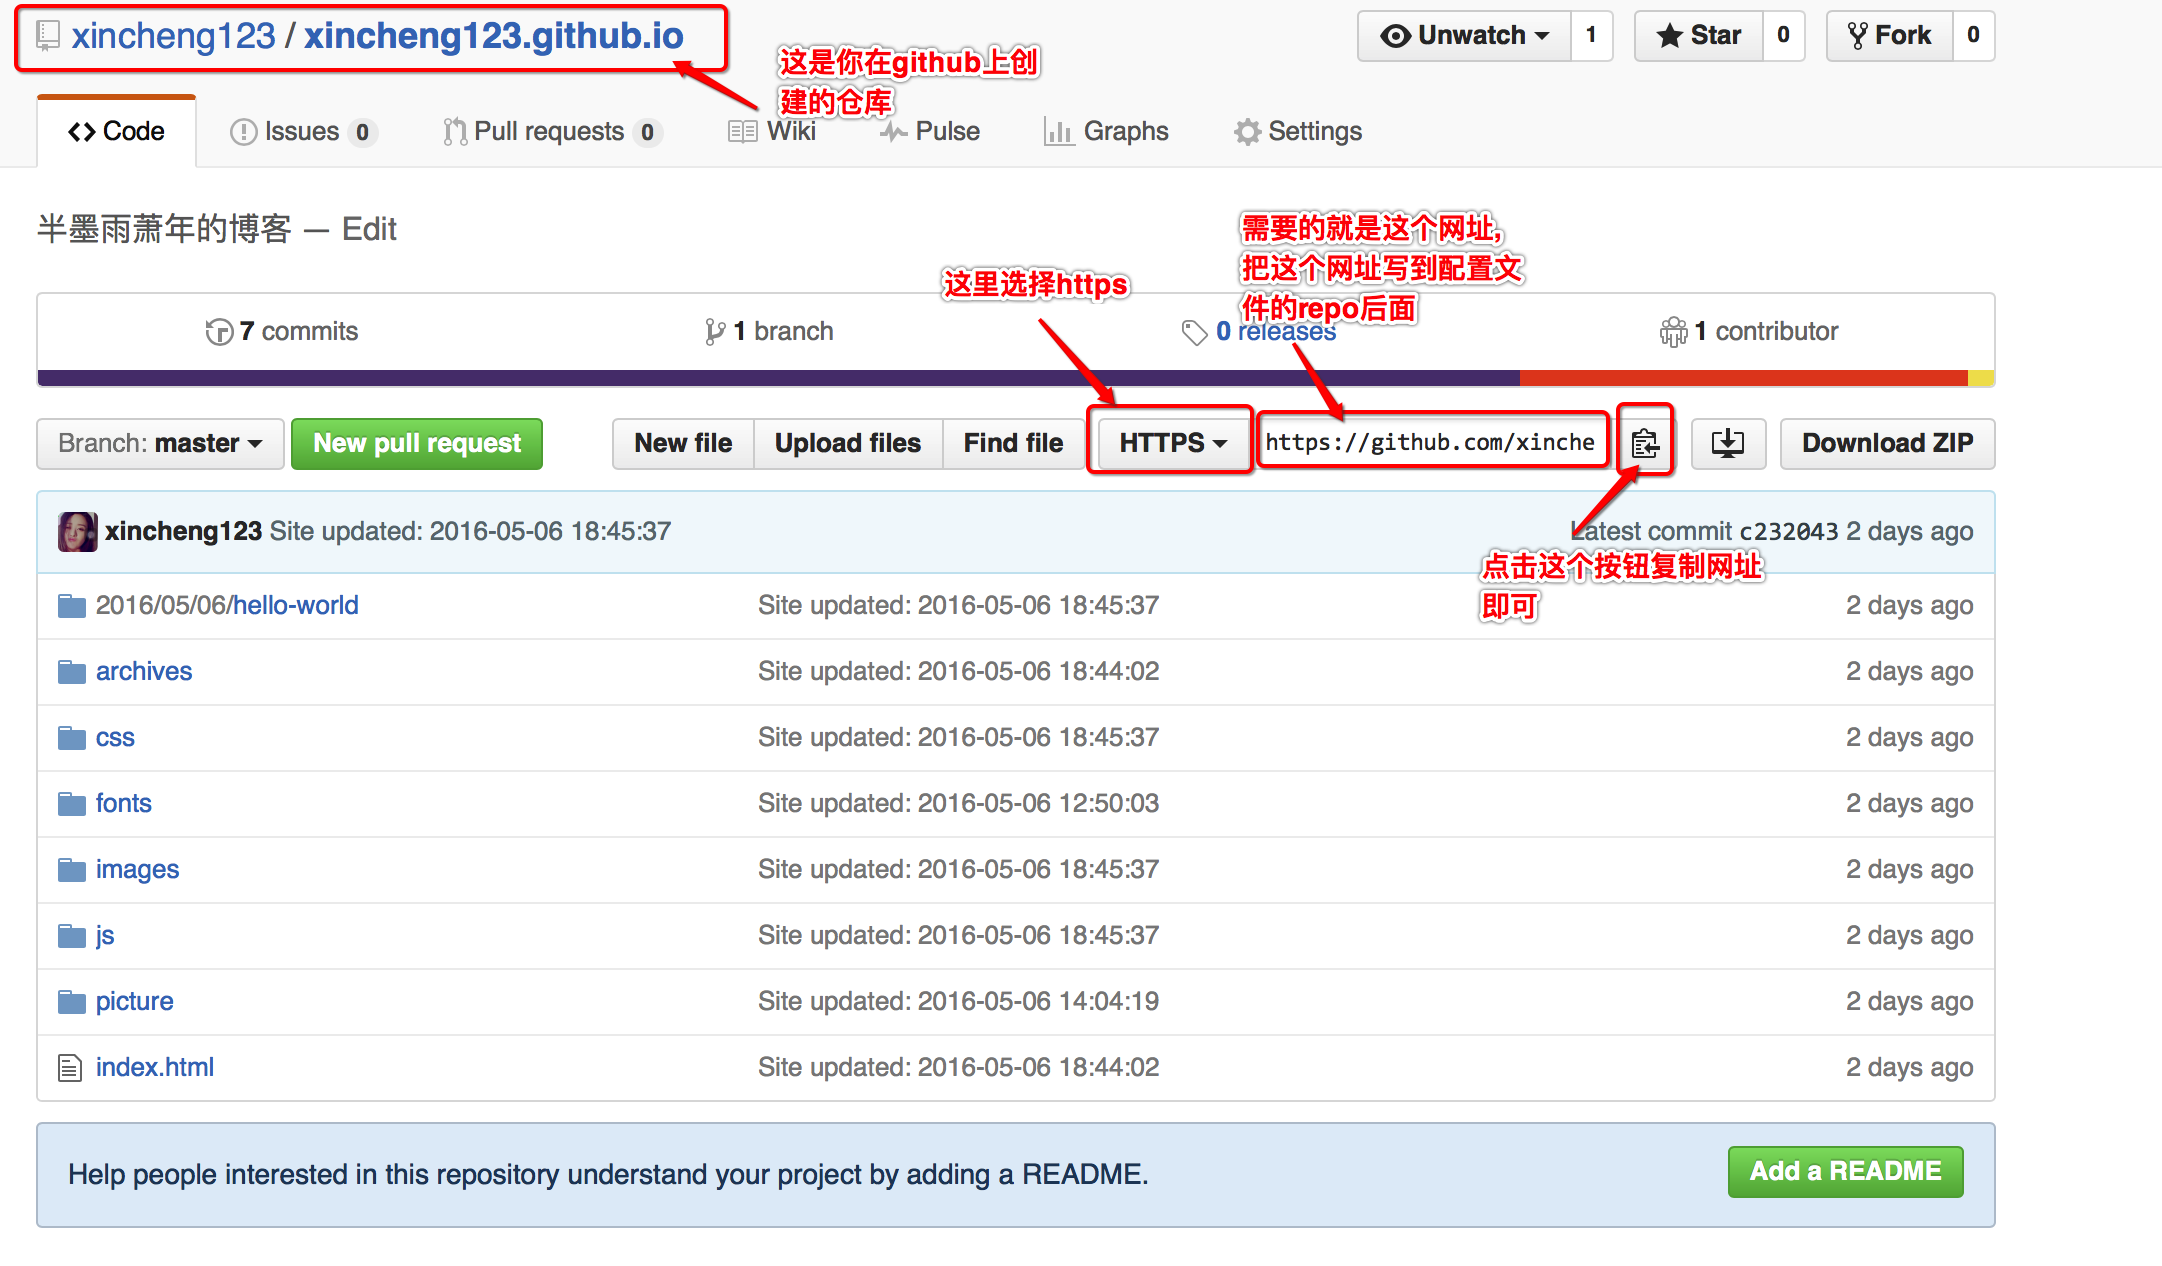 xincheng123 / xincheng123.github.io
Unwatch 1
Star 0
Fork 0
这是你在github上创
建的仓库
Code
Issues 0
Pull requests 0
Wiki
Pulse
Graphs
Settings
半墨雨萧年的博客 — Edit
需要的就是这个网址,
把这个网址写到配置文
件的repo后面
这里选择https
7 commits
1 branch
0 releases
1 contributor
Branch: master
New pull request
New file
Upload files
Find file
HTTPS
https://github.com/xinche
Download ZIP
xincheng123 Site updated: 2016-05-06 18:45:37
Latest commit c232043 2 days ago
点击这个按钮复制网址
即可
2016/05/06/hello-world Site updated: 2016-05-06 18:45:37 2 days ago
archives Site updated: 2016-05-06 18:44:02 2 days ago
css Site updated: 2016-05-06 18:45:37 2 days ago
fonts Site updated: 2016-05-06 12:50:03 2 days ago
images Site updated: 2016-05-06 18:45:37 2 days ago
js Site updated: 2016-05-06 18:45:37 2 days ago
picture Site updated: 2016-05-06 14:04:19 2 days ago
index.html Site updated: 2016-05-06 18:44:02 2 days ago
Help people interested in this repository understand your project by adding a README.
Add a README